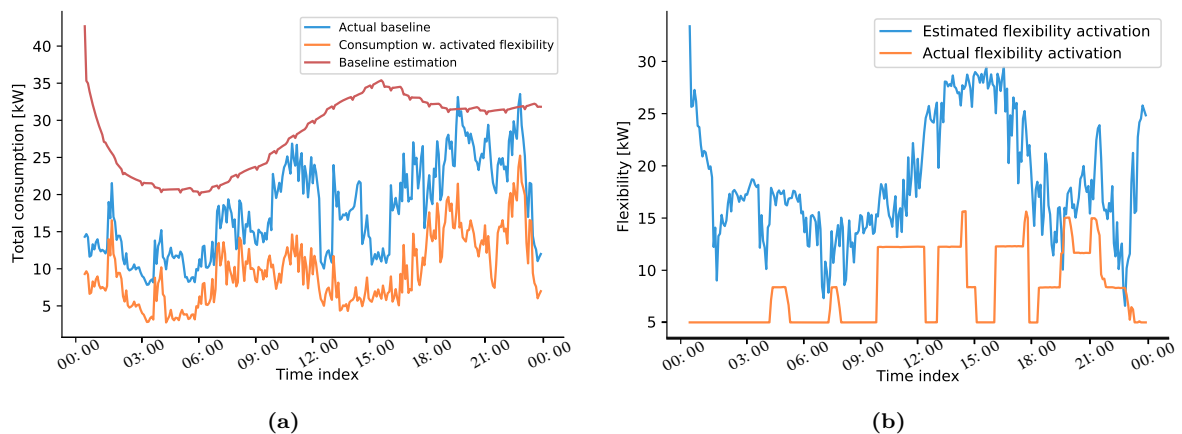 Total consumption [kW]
40
35
30
25
20
15
10
5
Actual baseline
Consumption w. activated flexibility
Baseline estimation
00: 00
03: 00
06: 00
09: 00
12: 00
15: 00
18: 00
21: 00
00: 00
Time index
(a)
Flexibility [kW]
30
25
20
15
10
5
Estimated flexibility activation
Actual flexibility activation
00: 00
03: 00
06: 00
09: 00
12: 00
15: 00
18: 00
21: 00
00: 00
Time index
(b)